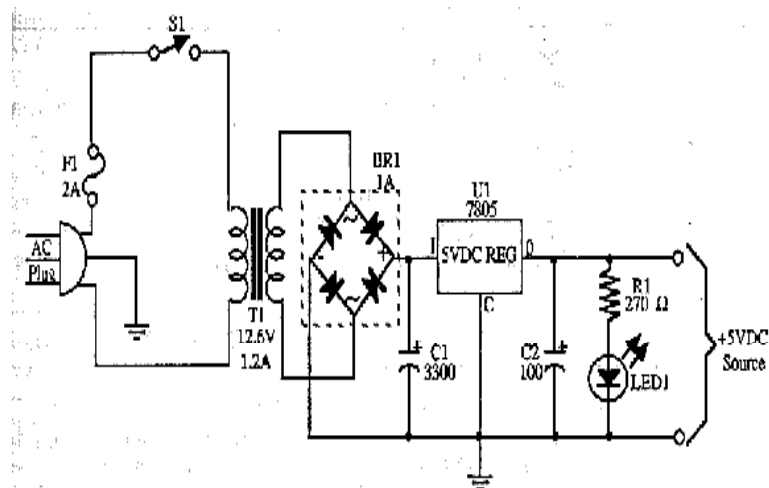 S1
F1
2A
AC
Plug
T1
12.6V
1.2A
BR1
1A
~
-
+
~
U1
7805
I
5VDC REG
O
C
+
C1
3300
+
C2
100
R1
270 Ω
LED1
+5VDC
Source